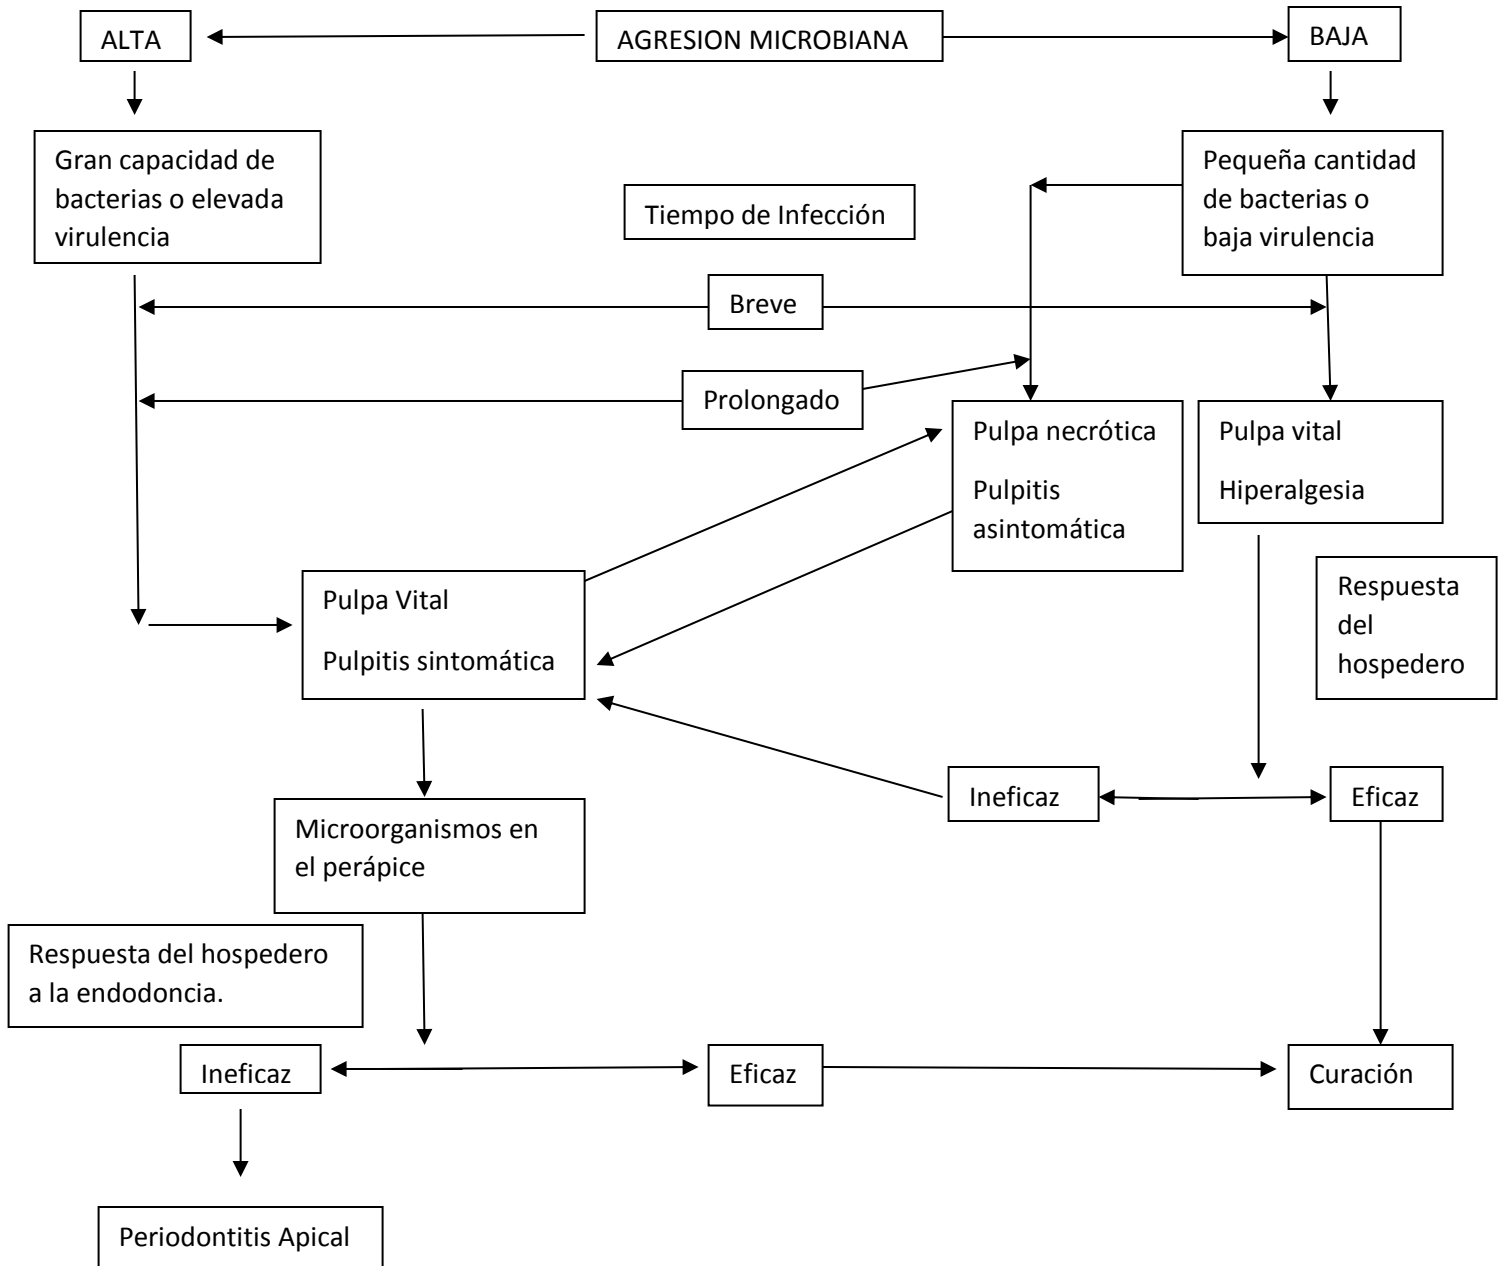 ALTA
AGRESION MICROBIANA
BAJA
Gran capacidad de
bacterias o elevada
virulencia
Tiempo de Infección
Pequeña cantidad
de bacterias o
baja virulencia
Breve
Prolongado
Pulpa necrótica
Pulpitis
asintomática
Pulpa vital
Hiperalgesia
Pulpa Vital
Pulpitis sintomática
Respuesta
del
hospedero
Ineficaz
Eficaz
Microorganismos en
el perápice
Respuesta del hospedero
a la endodoncia.
Ineficaz
Eficaz
Curación
Periodontitis Apical